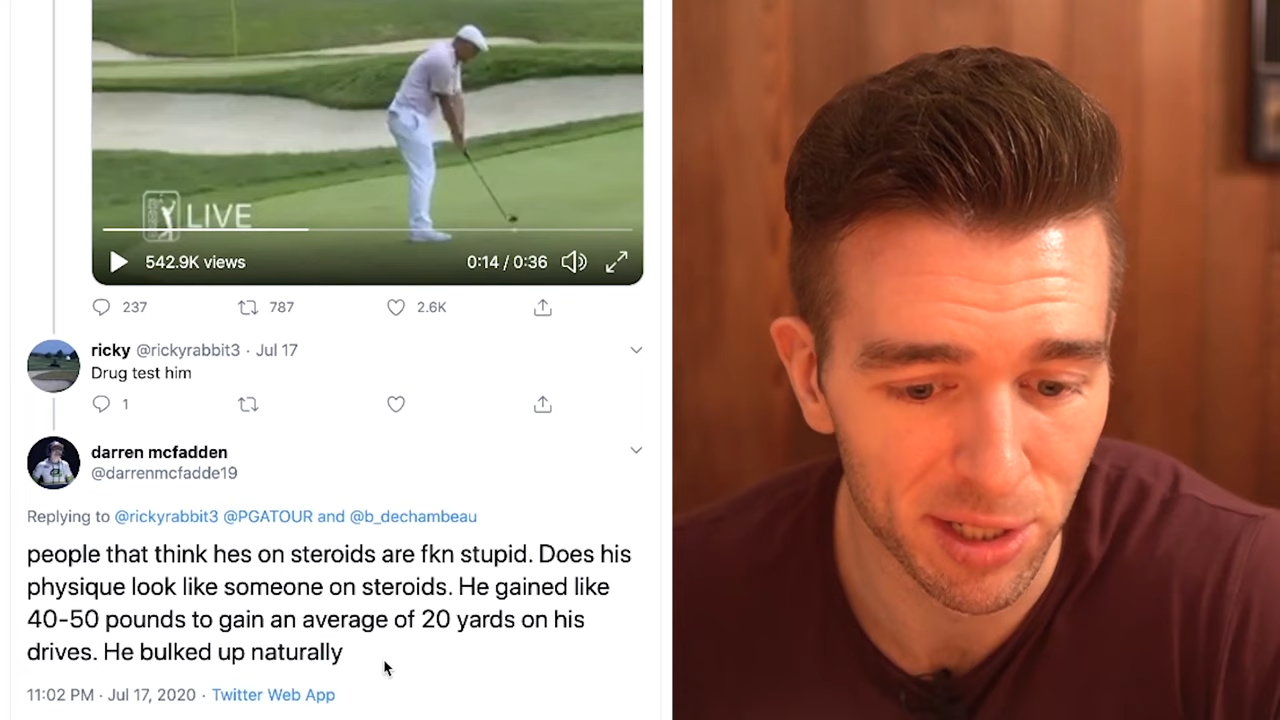 LIVE
542.9K views
0:14 / 0:36
237
787
2.6K
ricky @rickyrabbit3 · Jul 17
Drug test him
1
darren mcfadden
@darrenmcfadde19
Replying to @rickyrabbit3 @PGATOUR and @b_dechambeau
people that think hes on steroids are fkn stupid. Does his
physique look like someone on steroids. He gained like
40-50 pounds to gain an average of 20 yards on his
drives. He bulked up naturally
11:02 PM · Jul 17, 2020 · Twitter Web App